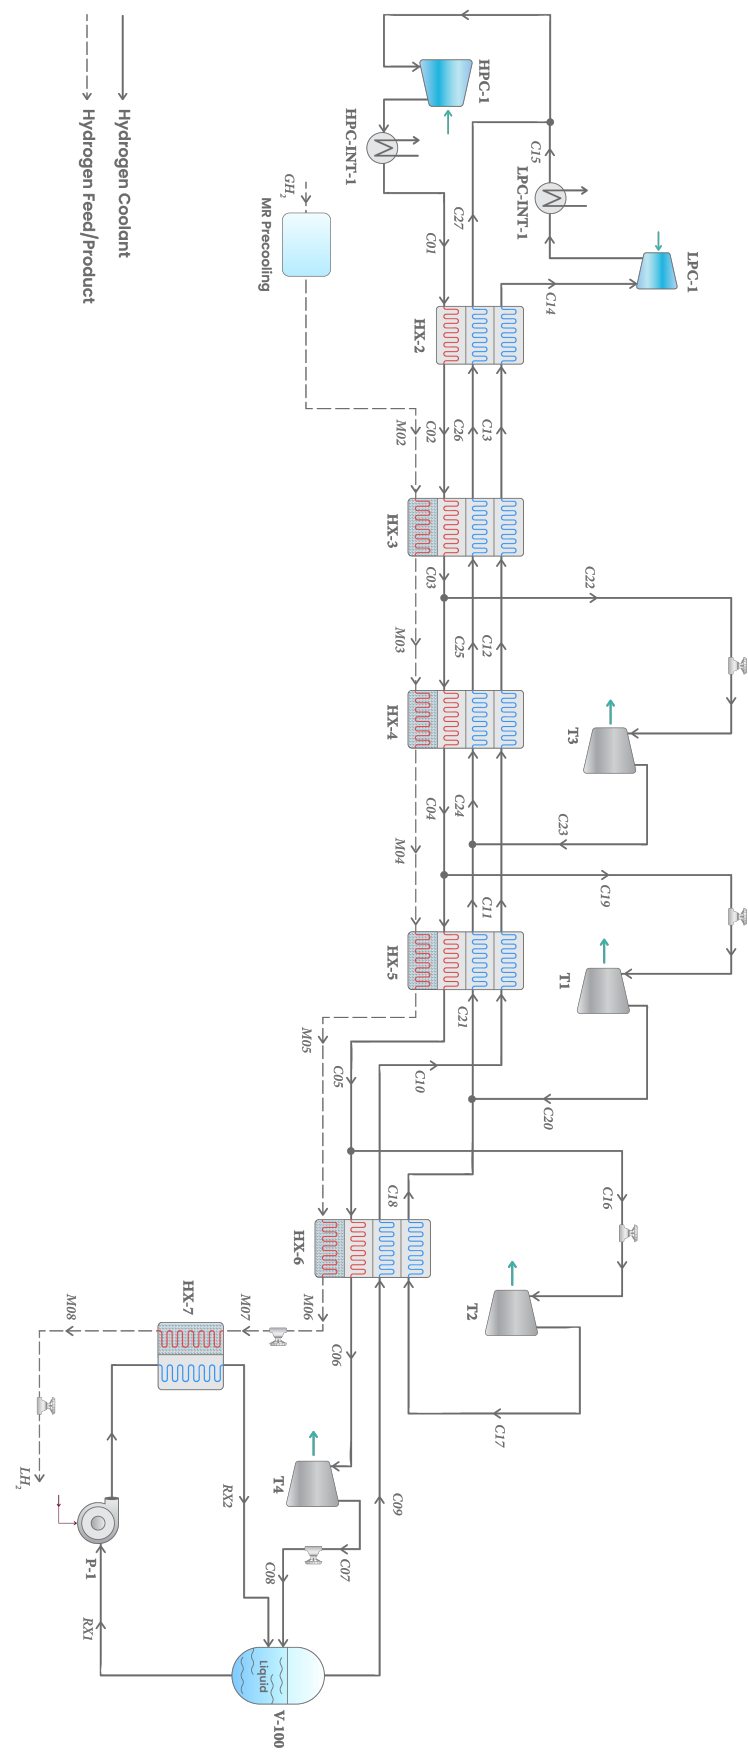 HPC-1
HPC-INT-1
C15
LPC-INT-1
LPC-1
GH₂
MR Precooling
Hydrogen Coolant
Hydrogen Feed/Product
C27
C01
C14
HX-2
M02
C02
C26
C13
HX-3
C03
C22
M03
C25
C12
HX-4
T3
C04
C24
C23
M04
C11
C19
HX-5
T1
C21
M05
C05
C10
C20
C18
C16
HX-6
HX-7
M08
M07
M06
C06
T2
C17
LH₂
RX2
T4
C09
P-1
C08
C07
RX1
Liquid
V-100